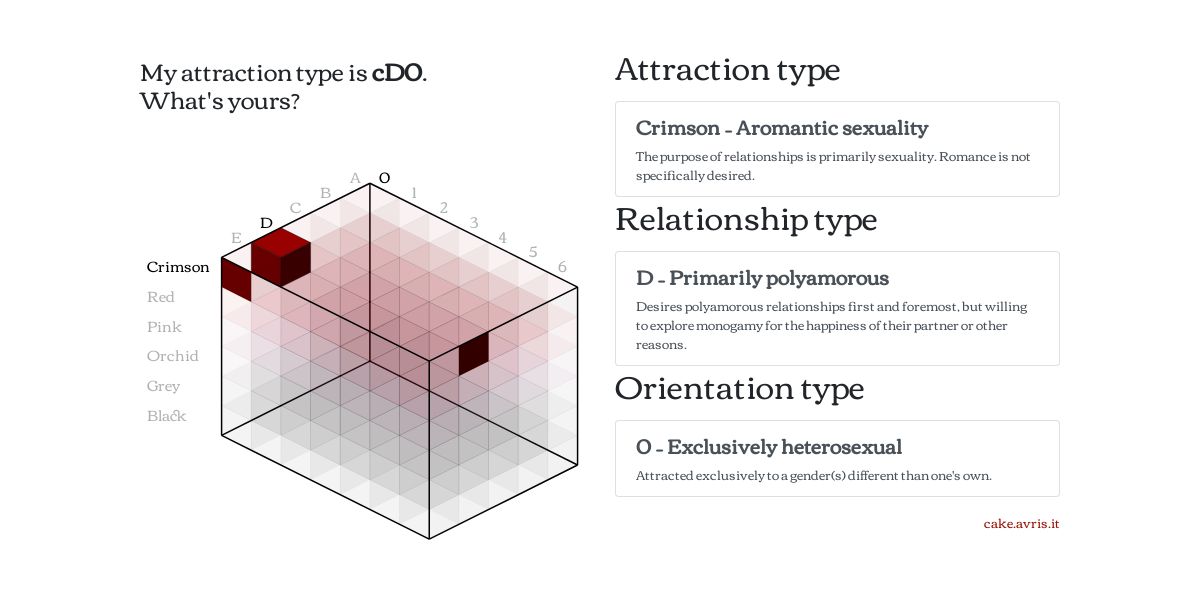 My attraction type is cD0.
What's yours?
A 0
B 1
C 2
D 3
E 4
5
6
Crimson
Red
Pink
Orchid
Grey
Black
Attraction type
Crimson - Aromantic sexuality
The purpose of relationships is primarily sexuality. Romance is not
specifically desired.
Relationship type
D - Primarily polyamorous
Desires polyamorous relationships first and foremost, but willing
to explore monogamy for the happiness of their partner or other
reasons.
Orientation type
0 - Exclusively heterosexual
Attracted exclusively to a gender(s) different than one's own.
cake.avris.it